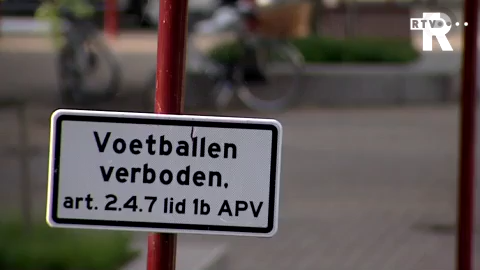 RTV
R
Voetballen
verboden.
art. 2.4.7 lid 1b APV